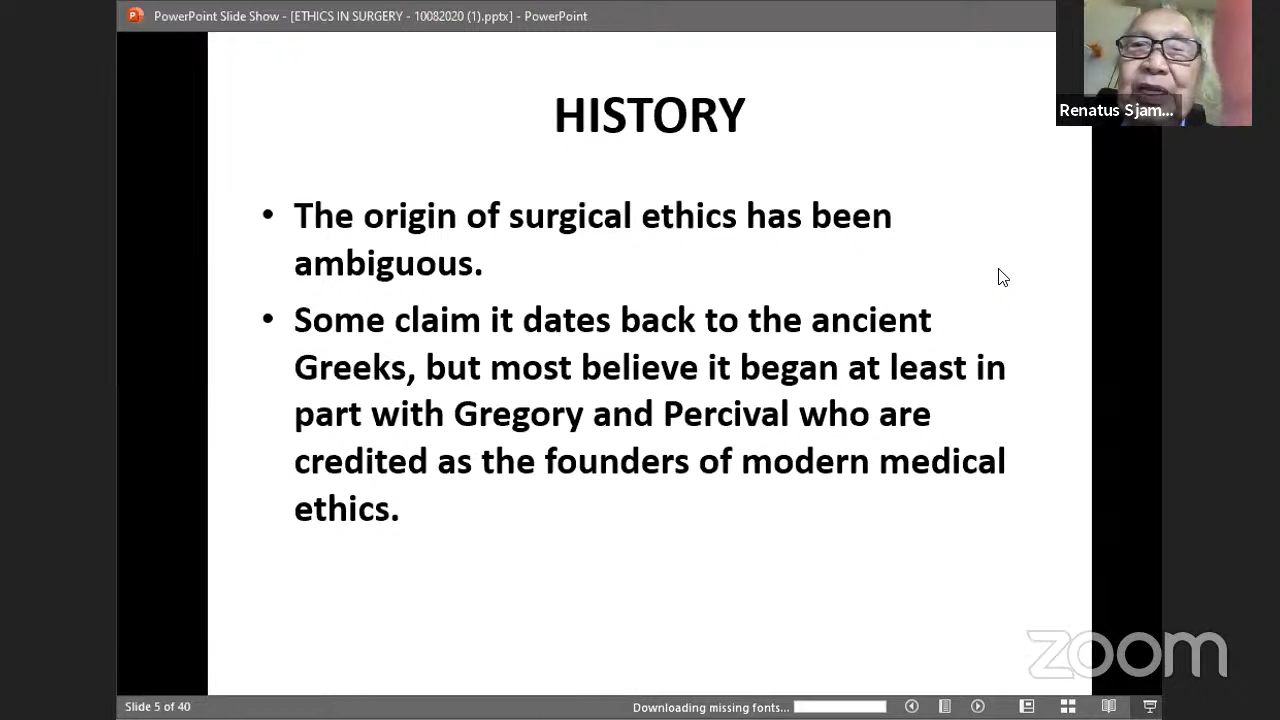 PowerPoint Slide Show - [ETHICS IN SURGERY - 10082020 (1).pptx] - PowerPoint
Renatus Sjam...
HISTORY
• The origin of surgical ethics has been
ambiguous.
• Some claim it dates back to the ancient
Greeks, but most believe it began at least in
part with Gregory and Percival who are
credited as the founders of modern medical
ethics.
zoom
Slide 5 of 40
Downloading missing fonts...